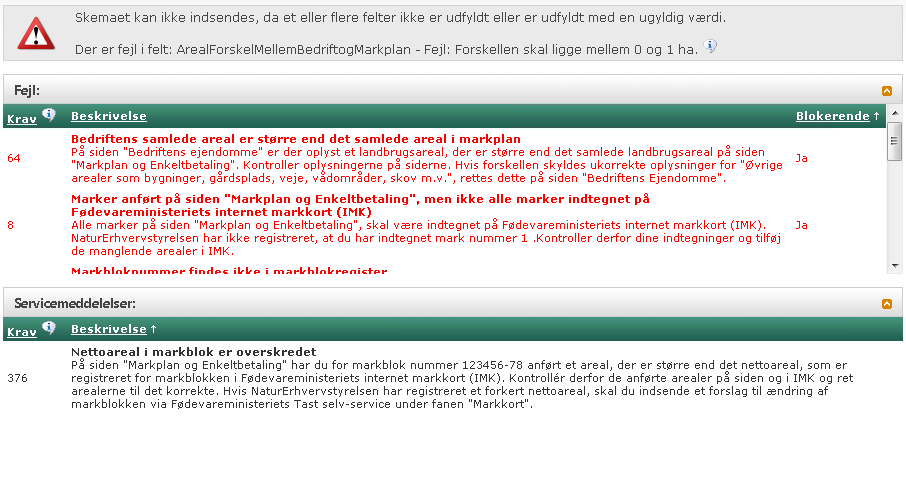 Skemaet kan ikke indsendes, da et eller flere felter ikke er udfyldt eller er udfyldt med en ugyldig værdi.
Der er fejl i felt: ArealForskelMellemBedriftogMarkplan - Fejl: Forskellen skal ligge mellem 0 og 1 ha.
Fejl:
Krav Beskrivelse Blokerende ↑
Bedriftens samlede areal er større end det samlede areal i markplan
64 På siden "Bedriftens ejendomme" er der oplyst et landbrugsareal, der er større end det samlede landbrugsareal på siden Ja
"Markplan og Enkeltbetaling". Kontroller oplysningerne på siderne. Hvis forskellen skyldes ukorrekte oplysninger for "Øvrige
arealer som bygninger, gårdsplads, veje, vådområder, skov m.v.", rettes dette på siden "Bedriftens Ejendomme".
Marker anført på siden "Markplan og Enkeltbetaling", men ikke alle marker indtegnet på
Fødevareministeriets internet markkort (IMK)
8 Alle marker på siden "Markplan og Enkeltbetaling", skal være indtegnet på Fødevareministeriets internet markkort (IMK). Ja
NaturErhvervstyrelsen har ikke registreret, at du har indtegnet mark nummer 1 .Kontroller derfor dine indtegninger og tilføj
de manglende arealer i IMK.
Markbloknummer findes ikke i markblokregister
Servicemeddelelser:
Krav Beskrivelse ↑
Nettoareal i markblok er overskredet
På siden "Markplan og Enkeltbetaling" har du for markblok nummer 123456-78 anført et areal, der er større end det nettoareal, som er
376 registreret for markblokken i Fødevareministeriets internet markkort (IMK). Kontrollér derfor de anførte arealer på siden og i IMK og ret
arealerne til det korrekte. Hvis NaturErhvervstyrelsen har registreret et forkert nettoareal, skal du indsende et forslag til ændring af
markblokken via Fødevareministeriets Tast selv-service under fanen "Markkort".